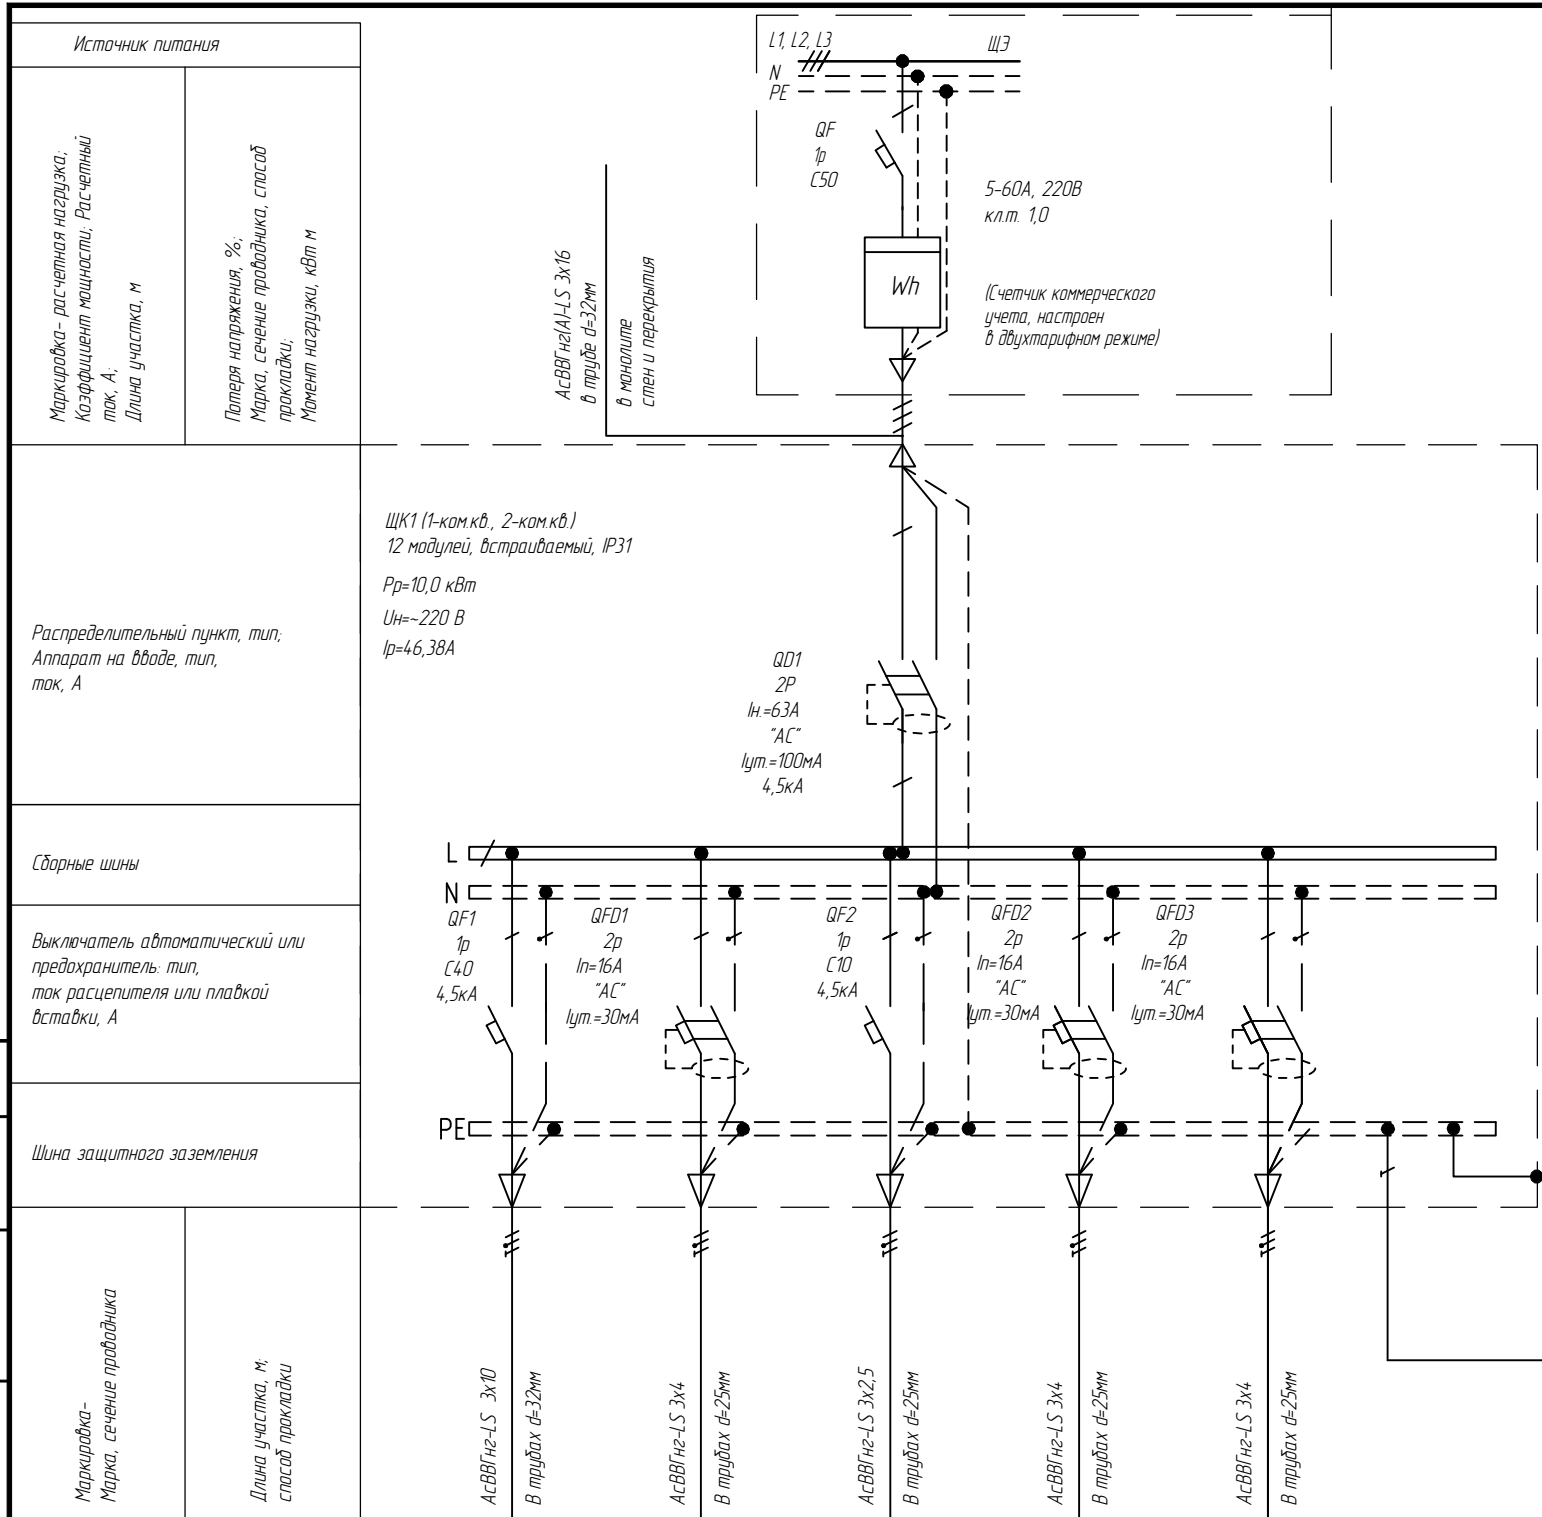 Источник питания
Маркировка- расчетная нагрузка;
Коэффициент мощности; Расчетный
ток, А;
Длина участка, м
Потеря напряжения, %;
Марка, сечение проводника, способ
прокладки;
Момент нагрузки, кВт м
L1, L2, L3
ЩЭ
N
PE
QF
1р
С50
5-60А, 220В
кл.т. 1,0
Wh
(Счетчик коммерческого
учета, настроен
в двухтарифном режиме)
АсВВГнг(А)-LS 3х16
в трубе d=32мм
в монолите
стен и перекрытия
Распределительный пункт, тип;
Аппарат на вводе, тип,
ток, А
ЩК1 (1-ком.кв., 2-ком.кв.)
12 модулей, встраиваемый, IP31
Рр=10,0 кВт
Uн=~220 В
Iр=46,38А
QD1
2Р
Iн.=63А
"АС"
Iут.=100мА
4,5кА
Сборные шины
L
N
Выключатель автоматический или
предохранитель: тип,
ток расцепителя или плавкой
вставки, А
QF1
1р
С40
4,5кА
QFD1
2р
In=16А
"АС"
Iут.=30мА
QF2
1р
С10
4,5кА
QFD2
2р
In=16А
"АС"
Iут.=30мА
QFD3
2р
In=16А
"АС"
Iут.=30мА
Шина защитного заземления
PE
Маркировка-
Марка, сечение проводника
Длина участка, м;
способ прокладки
АсВВГнг-LS 3х10
В трубах d=32мм
АсВВГнг-LS 3х4
В трубах d=25мм
АсВВГнг-LS 3х2,5
В трубах d=25мм
АсВВГнг-LS 3х4
В трубах d=25мм
АсВВГнг-LS 3х4
В трубах d=25мм